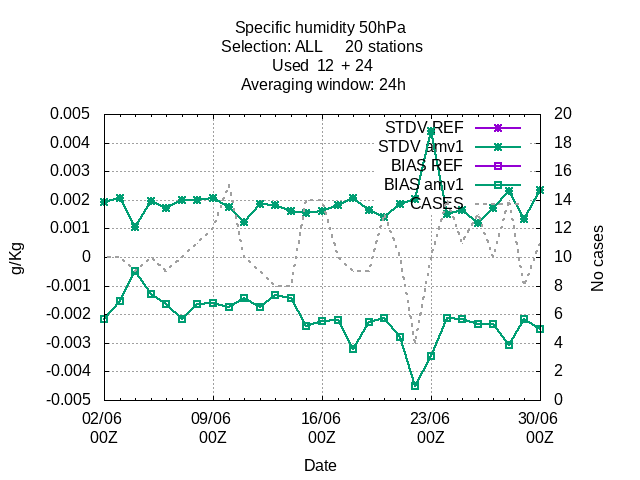 Specific humidity 50hPa
Selection: ALL 20 stations
Used 12 + 24
Averaging window: 24h
0.005
0.004
0.003
0.002
0.001
0
-0.001
-0.002
-0.003
-0.004
-0.005
g/Kg
STDV REF
STDV amv1
BIAS REF
BIAS amv1
CASES
20
18
16
14
12
10
8
6
4
2
0
No cases
02/06 09/06 16/06 23/06 30/06
00Z 00Z 00Z 00Z 00Z
Date